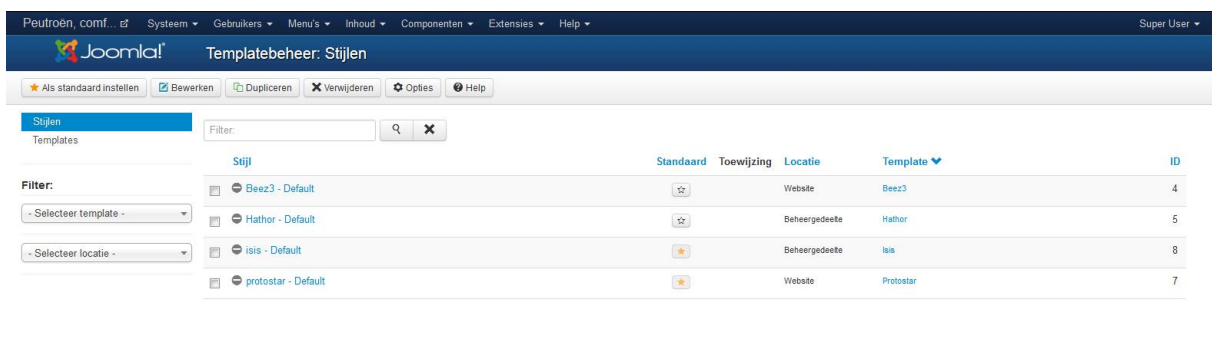 Peutroën, comf... Systeem Gebruikers Menu's Inhoud Componenten Extensies Help Super User
Joomla! Templatebeheer: Stijlen
Als standaard instellen Bewerken Dupliceren Verwijderen Opties Help
Stijlen
Templates
Filter:
Stijl Standaard Toewijzing Locatie Template ID
Beez3 - Default Website Beez3 4
Hathor - Default Beheergedeelte Hathor 5
isis - Default Beheergedeelte Isis 8
protostar - Default Website Protostar 7
Filter:
- Selecteer template -
- Selecteer locatie -